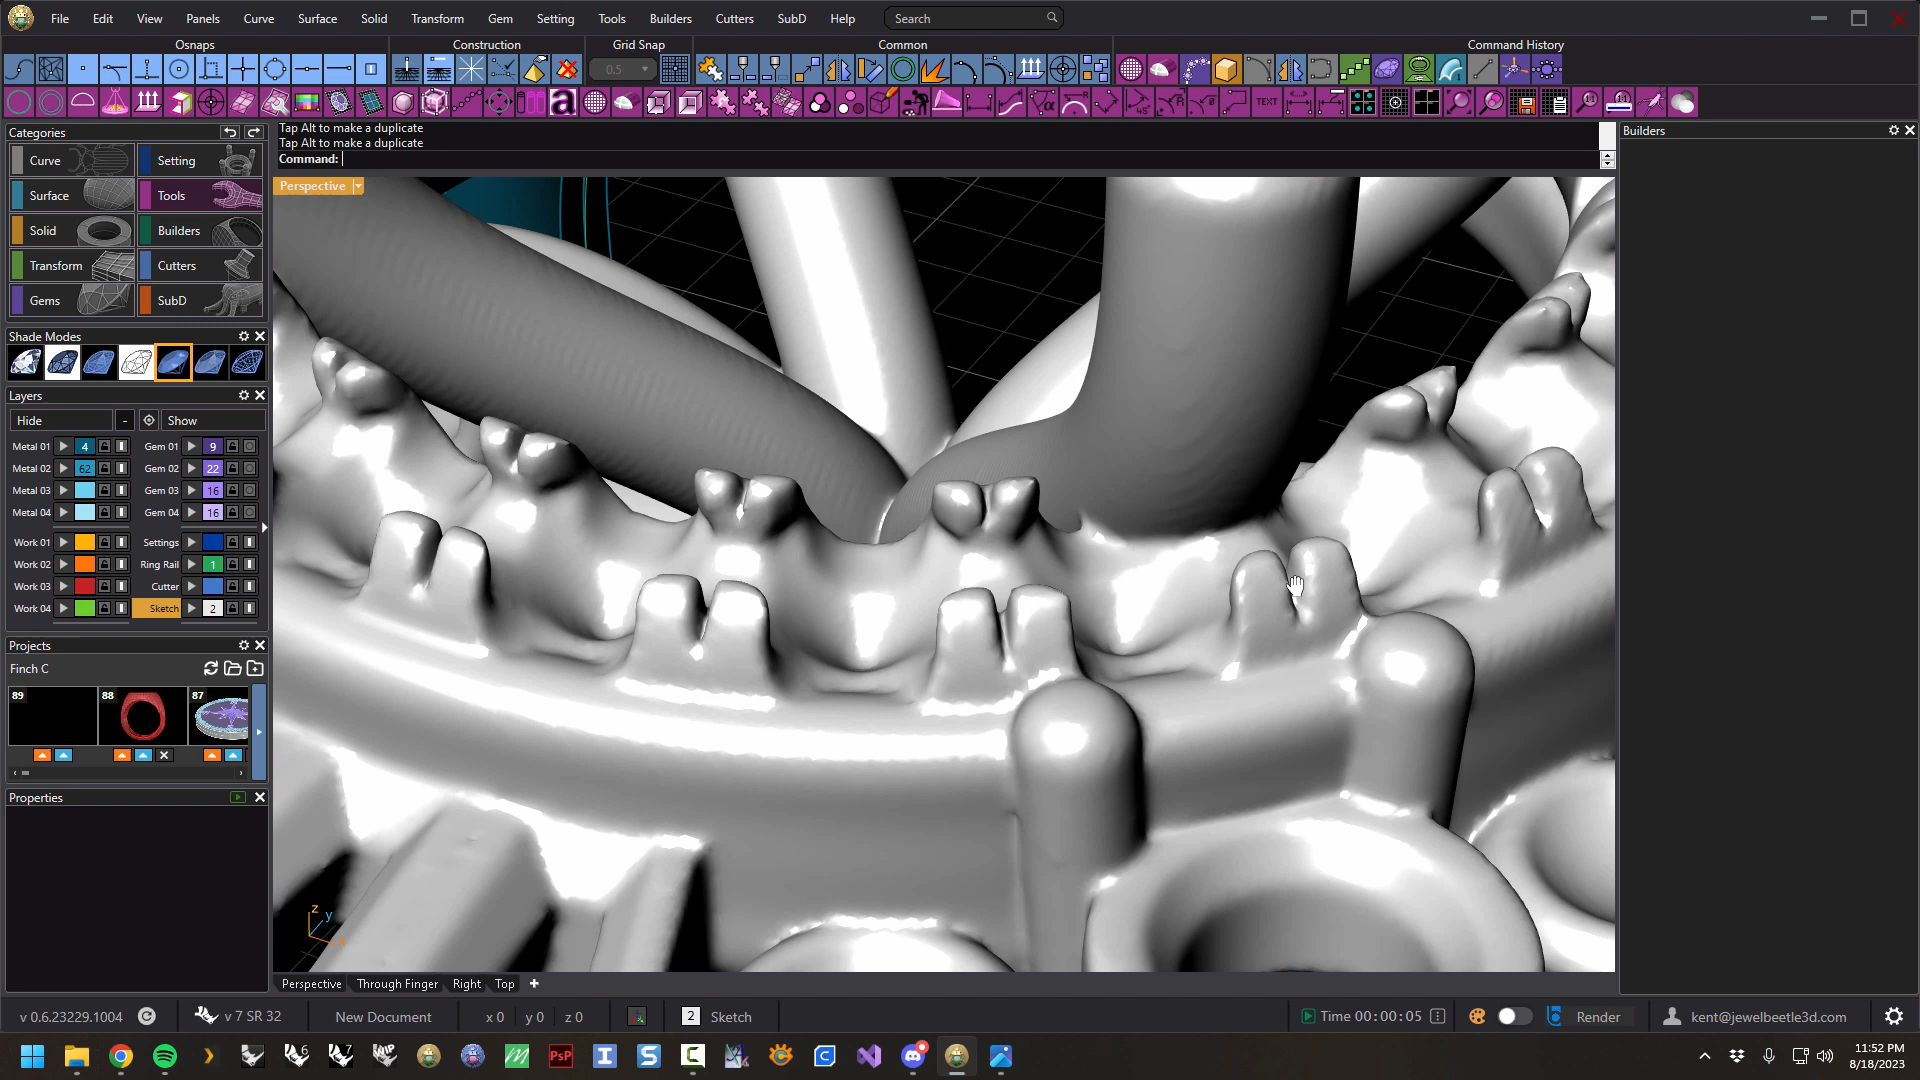 File Edit View Panels Curve Surface Solid Transform Gem Setting Tools Builders Cutters SubD Help Search
Osnaps Construction Grid Snap Common Command History
0.5
a TEXT
Categories
Tap Alt to make a duplicate
Tap Alt to make a duplicate
Command:
Builders
Curve Setting
Surface Tools
Solid Builders
Transform Cutters
Gems SubD
Perspective
Shade Modes
Layers
Hide - Show
Metal 01 4 Gem 01 9
Metal 02 62 Gem 02 22
Metal 03 Gem 03 16
Metal 04 Gem 04 16
Work 01 Settings
Work 02 Ring Rail 1
Work 03 Cutter
Work 04 Sketch 2
Projects
Finch C
89 88 87
Properties
z
y
Perspective Through Finger Right Top +
v 0.6.23229.1004 v 7 SR 32 New Document x 0 y 0 z 0 2 Sketch Time 00:00:05 Render kent@jewelbeetle3d.com
6 7 WIP PsP I S C
11:52 PM
8/18/2023